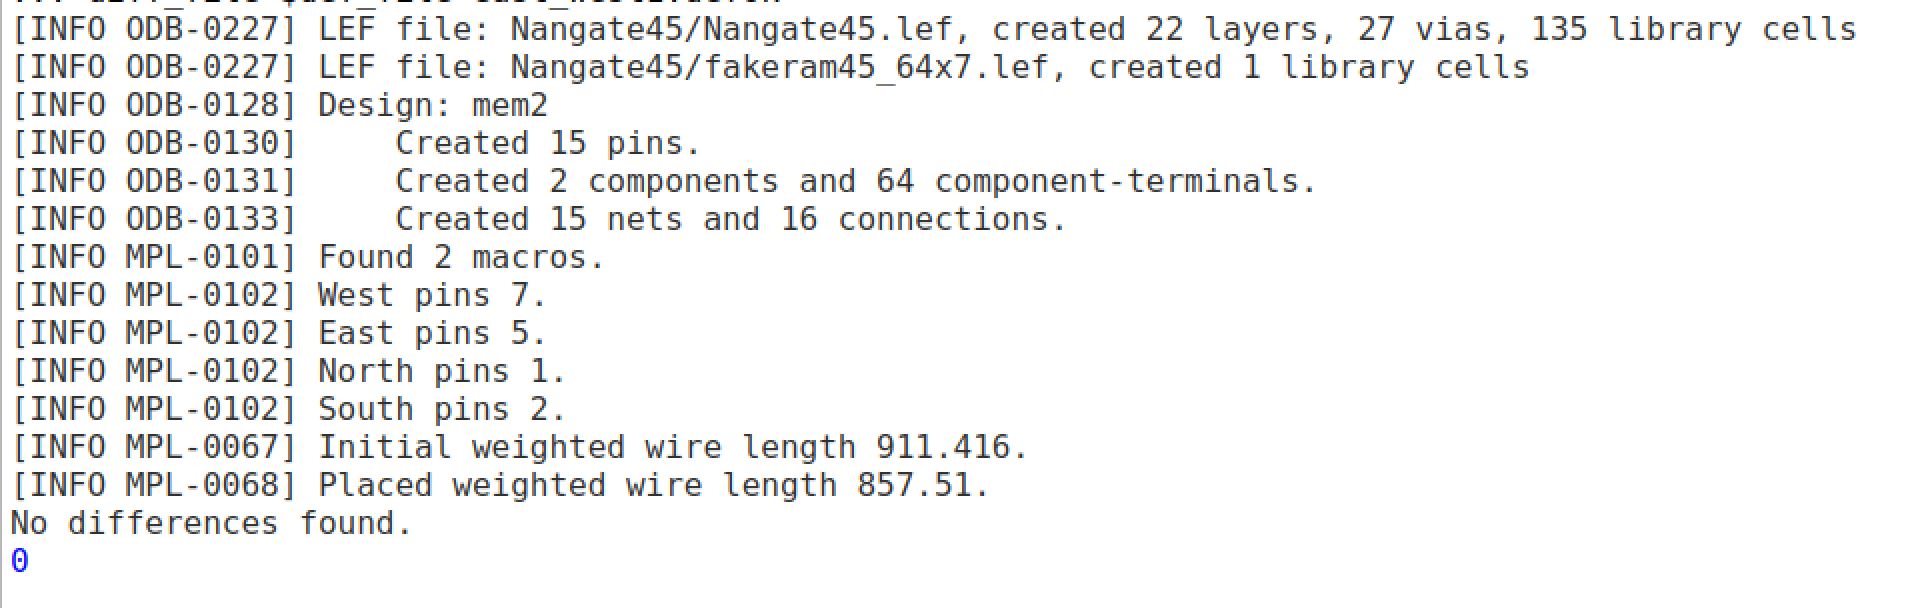 [INFO ODB-0227] LEF file: Nangate45/Nangate45.lef, created 22 layers, 27 vias, 135 library cells
[INFO ODB-0227] LEF file: Nangate45/fakeram45_64x7.lef, created 1 library cells
[INFO ODB-0128] Design: mem2
[INFO ODB-0130]     Created 15 pins.
[INFO ODB-0131]     Created 2 components and 64 component-terminals.
[INFO ODB-0133]     Created 15 nets and 16 connections.
[INFO MPL-0101] Found 2 macros.
[INFO MPL-0102] West pins 7.
[INFO MPL-0102] East pins 5.
[INFO MPL-0102] North pins 1.
[INFO MPL-0102] South pins 2.
[INFO MPL-0067] Initial weighted wire length 911.416.
[INFO MPL-0068] Placed weighted wire length 857.51.
No differences found.
0